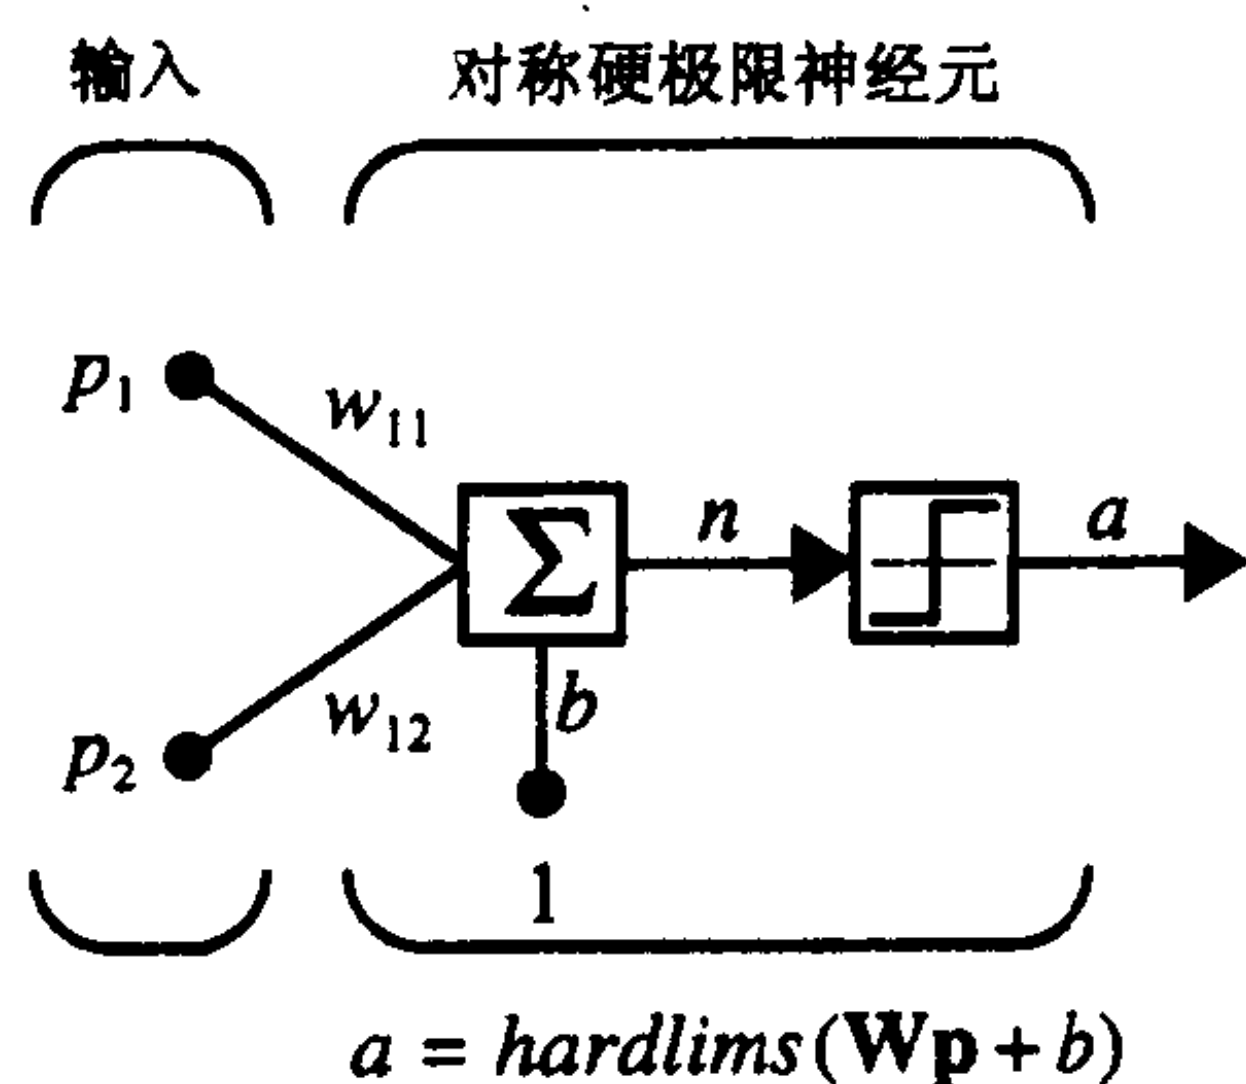 输入
对称硬极限神经元
p₁
w₁₁
Σ
n
a
w₁₂
b
p₂
1
a = hardlims(Wp + b)